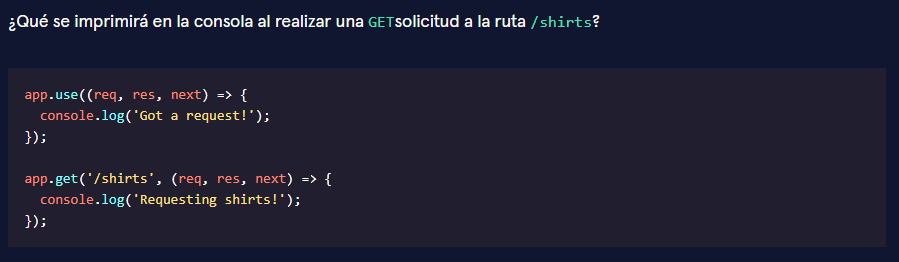 ¿Qué se imprimirá en la consola al realizar una GETsolicitud a la ruta /shirts?
app.use((req, res, next) => {
  console.log('Got a request!');
});
app.get('/shirts', (req, res, next) => {
  console.log('Requesting shirts!');
});